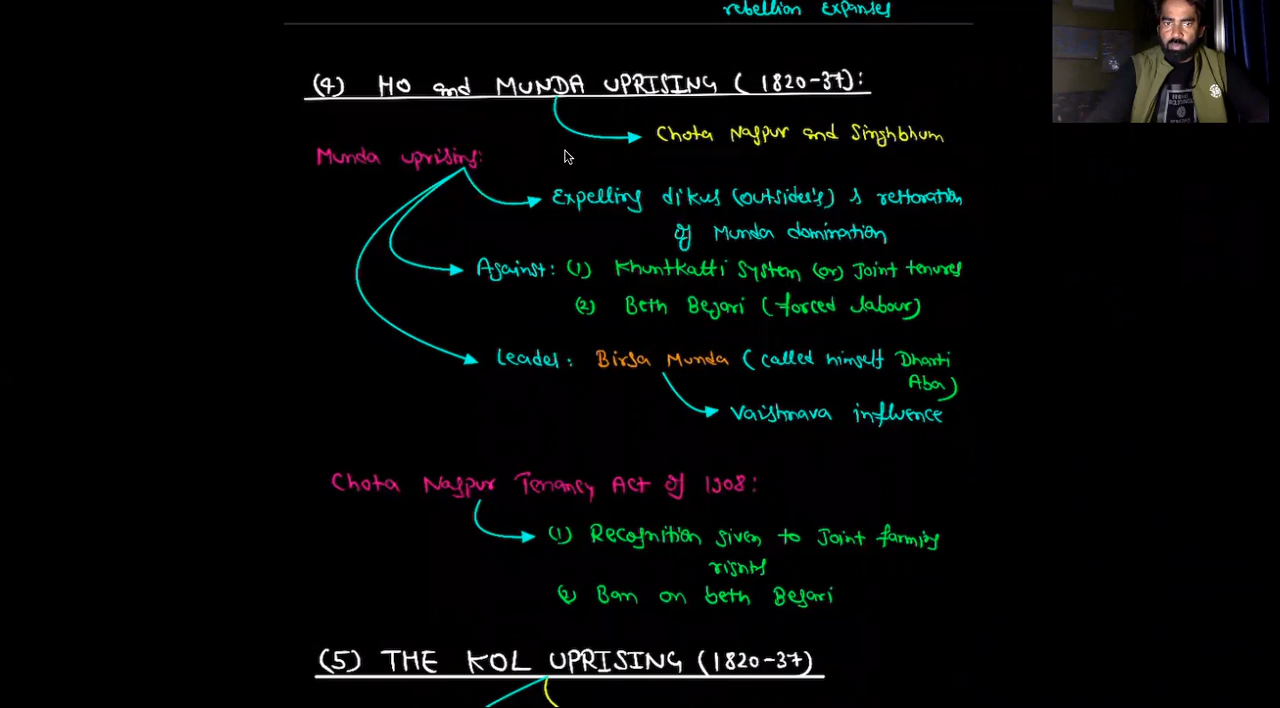 rebellion Expanses
(4) HO and MUNDA UPRISING (1820-37):
Chota Nagpur and Singhbhum
Munda uprising:
Expelling dikus (outsider's) & restoration
of Munda domination
Against: (1) Khuntkatti System (or) Joint tenures
(2) Beth Begari (forced labour)
Leader: Birsa Munda (called himself Dharti
Aba)
Vaishnava influence
Chota Nagpur Tenancy Act of 1908:
(1) Recognition given to Joint farming
rights
(2) Ban on beth Begari
(5) THE KOL UPRISING (1820-37)